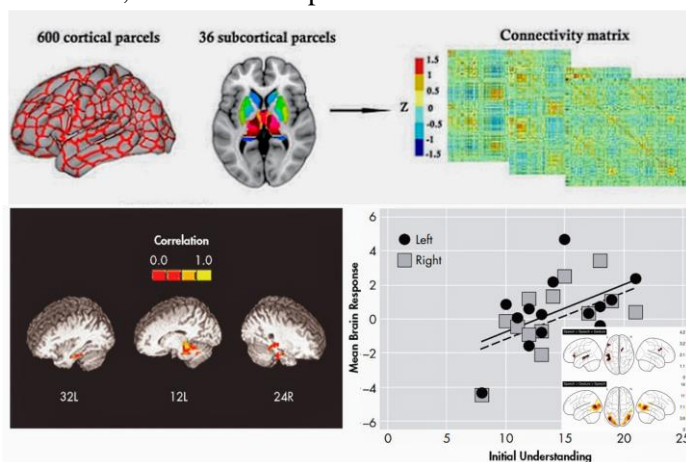 600 cortical parcels
36 subcortical parcels
Connectivity matrix
Z
1.5
1
0.5
0
-0.5
-1
-1.5
Correlation
0.0 1.0
32L
12L
24R
Mean Brain Response
6
4
2
0
−2
−4
−6
Left
Right
0 5 10 15 20 25
Initial Understanding